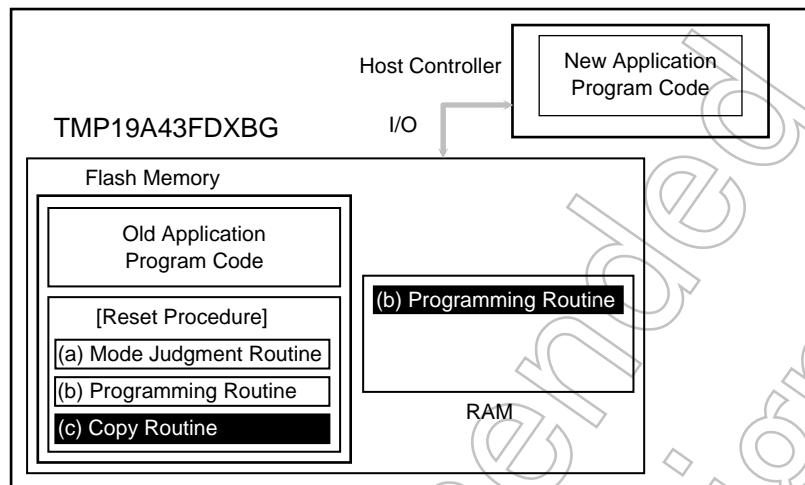 Host Controller
New Application
Program Code
TMP19A43FDXBG
I/O
Flash Memory
Old Application
Program Code
[Reset Procedure]
(a) Mode Judgment Routine
(b) Programming Routine
(c) Copy Routine
(b) Programming Routine
RAM